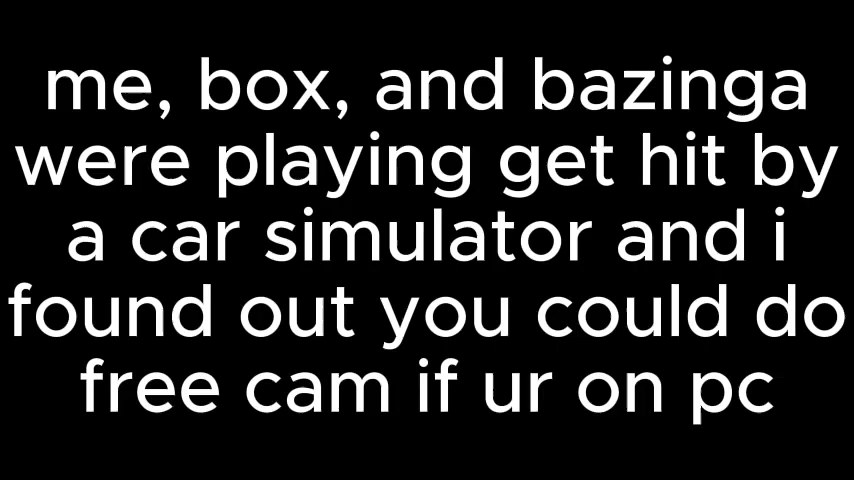 me, box, and bazinga
were playing get hit by
a car simulator and i
found out you could do
free cam if ur on pc